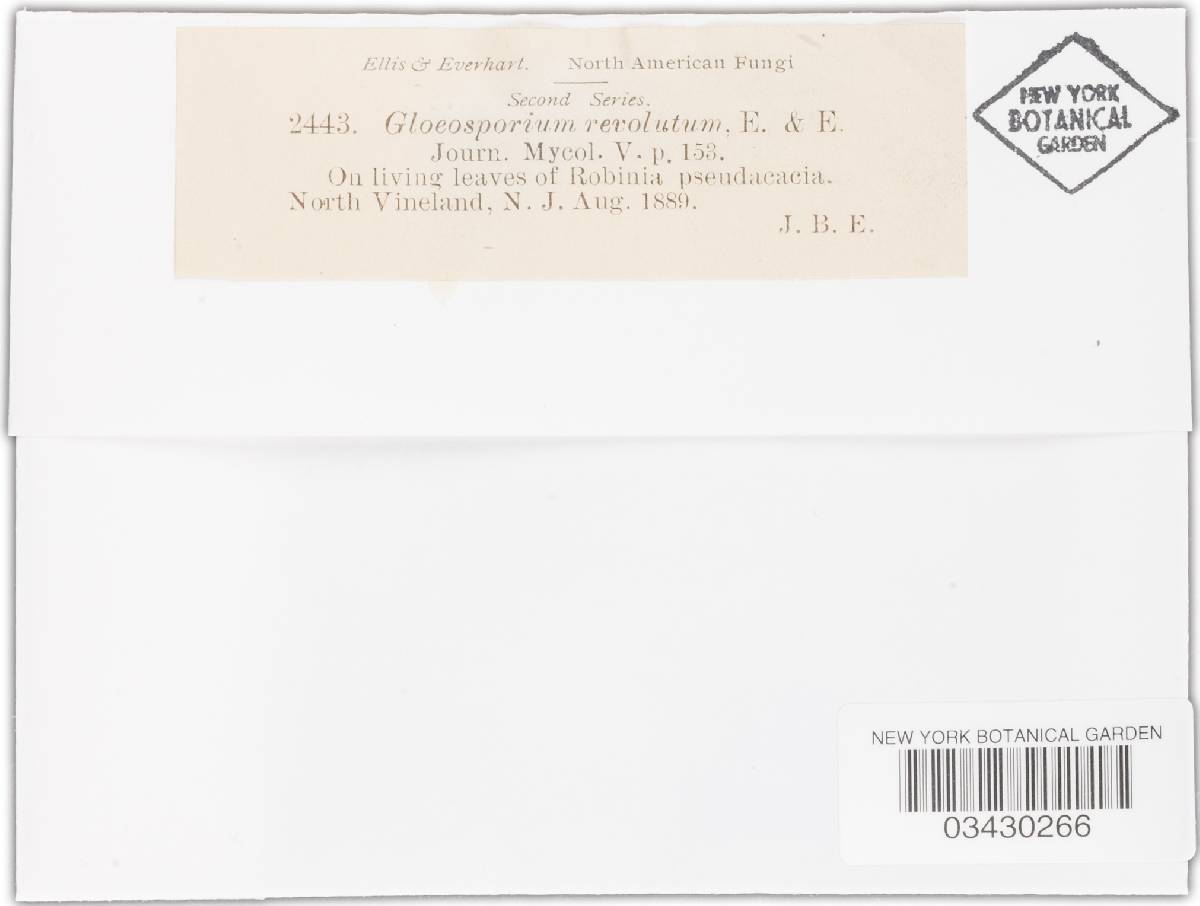 Ellis & Everhart. North American Fungi
Second Series.
2443. Gloeosporium revolutum, E. & E.
Journ. Mycol. V. p. 153.
On living leaves of Robinia pseudacacia.
North Vineland, N. J. Aug. 1889.
J. B. E.
NEW YORK
BOTANICAL
GARDEN
NEW YORK BOTANICAL GARDEN
03430266